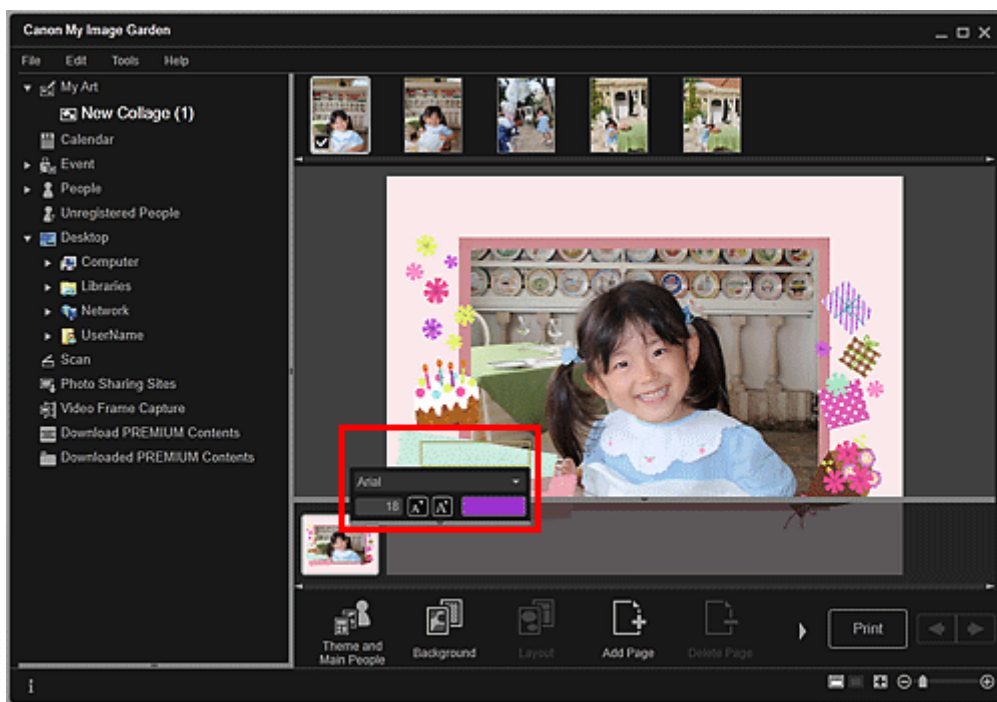 Canon My Image Garden
File Edit Tools Help
My Art
New Collage (1)
Calendar
Event
People
Unregistered People
Desktop
Computer
Libraries
Network
UserName
Scan
Photo Sharing Sites
Video Frame Capture
Download PREMIUM Contents
Downloaded PREMIUM Contents
Arial
18 A A
Theme and
Main People
Background
Layout
Add Page
Delete Page
Print